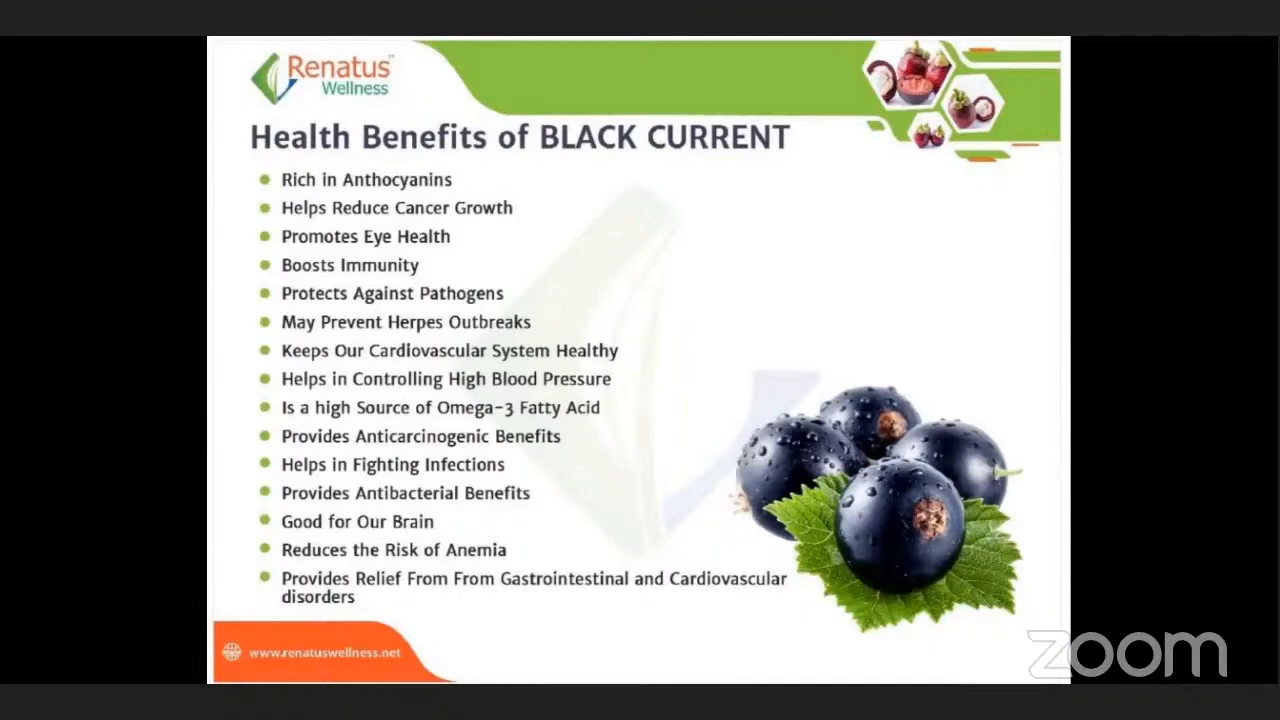 Renatus
Wellness
Health Benefits of BLACK CURRENT
Rich in Anthocyanins
Helps Reduce Cancer Growth
Promotes Eye Health
Boosts Immunity
Protects Against Pathogens
May Prevent Herpes Outbreaks
Keeps Our Cardiovascular System Healthy
Helps in Controlling High Blood Pressure
Is a high Source of Omega-3 Fatty Acid
Provides Anticarcinogenic Benefits
Helps in Fighting Infections
Provides Antibacterial Benefits
Good for Our Brain
Reduces the Risk of Anemia
Provides Relief From From Gastrointestinal and Cardiovascular
disorders
www.renatuswellness.net
zoom